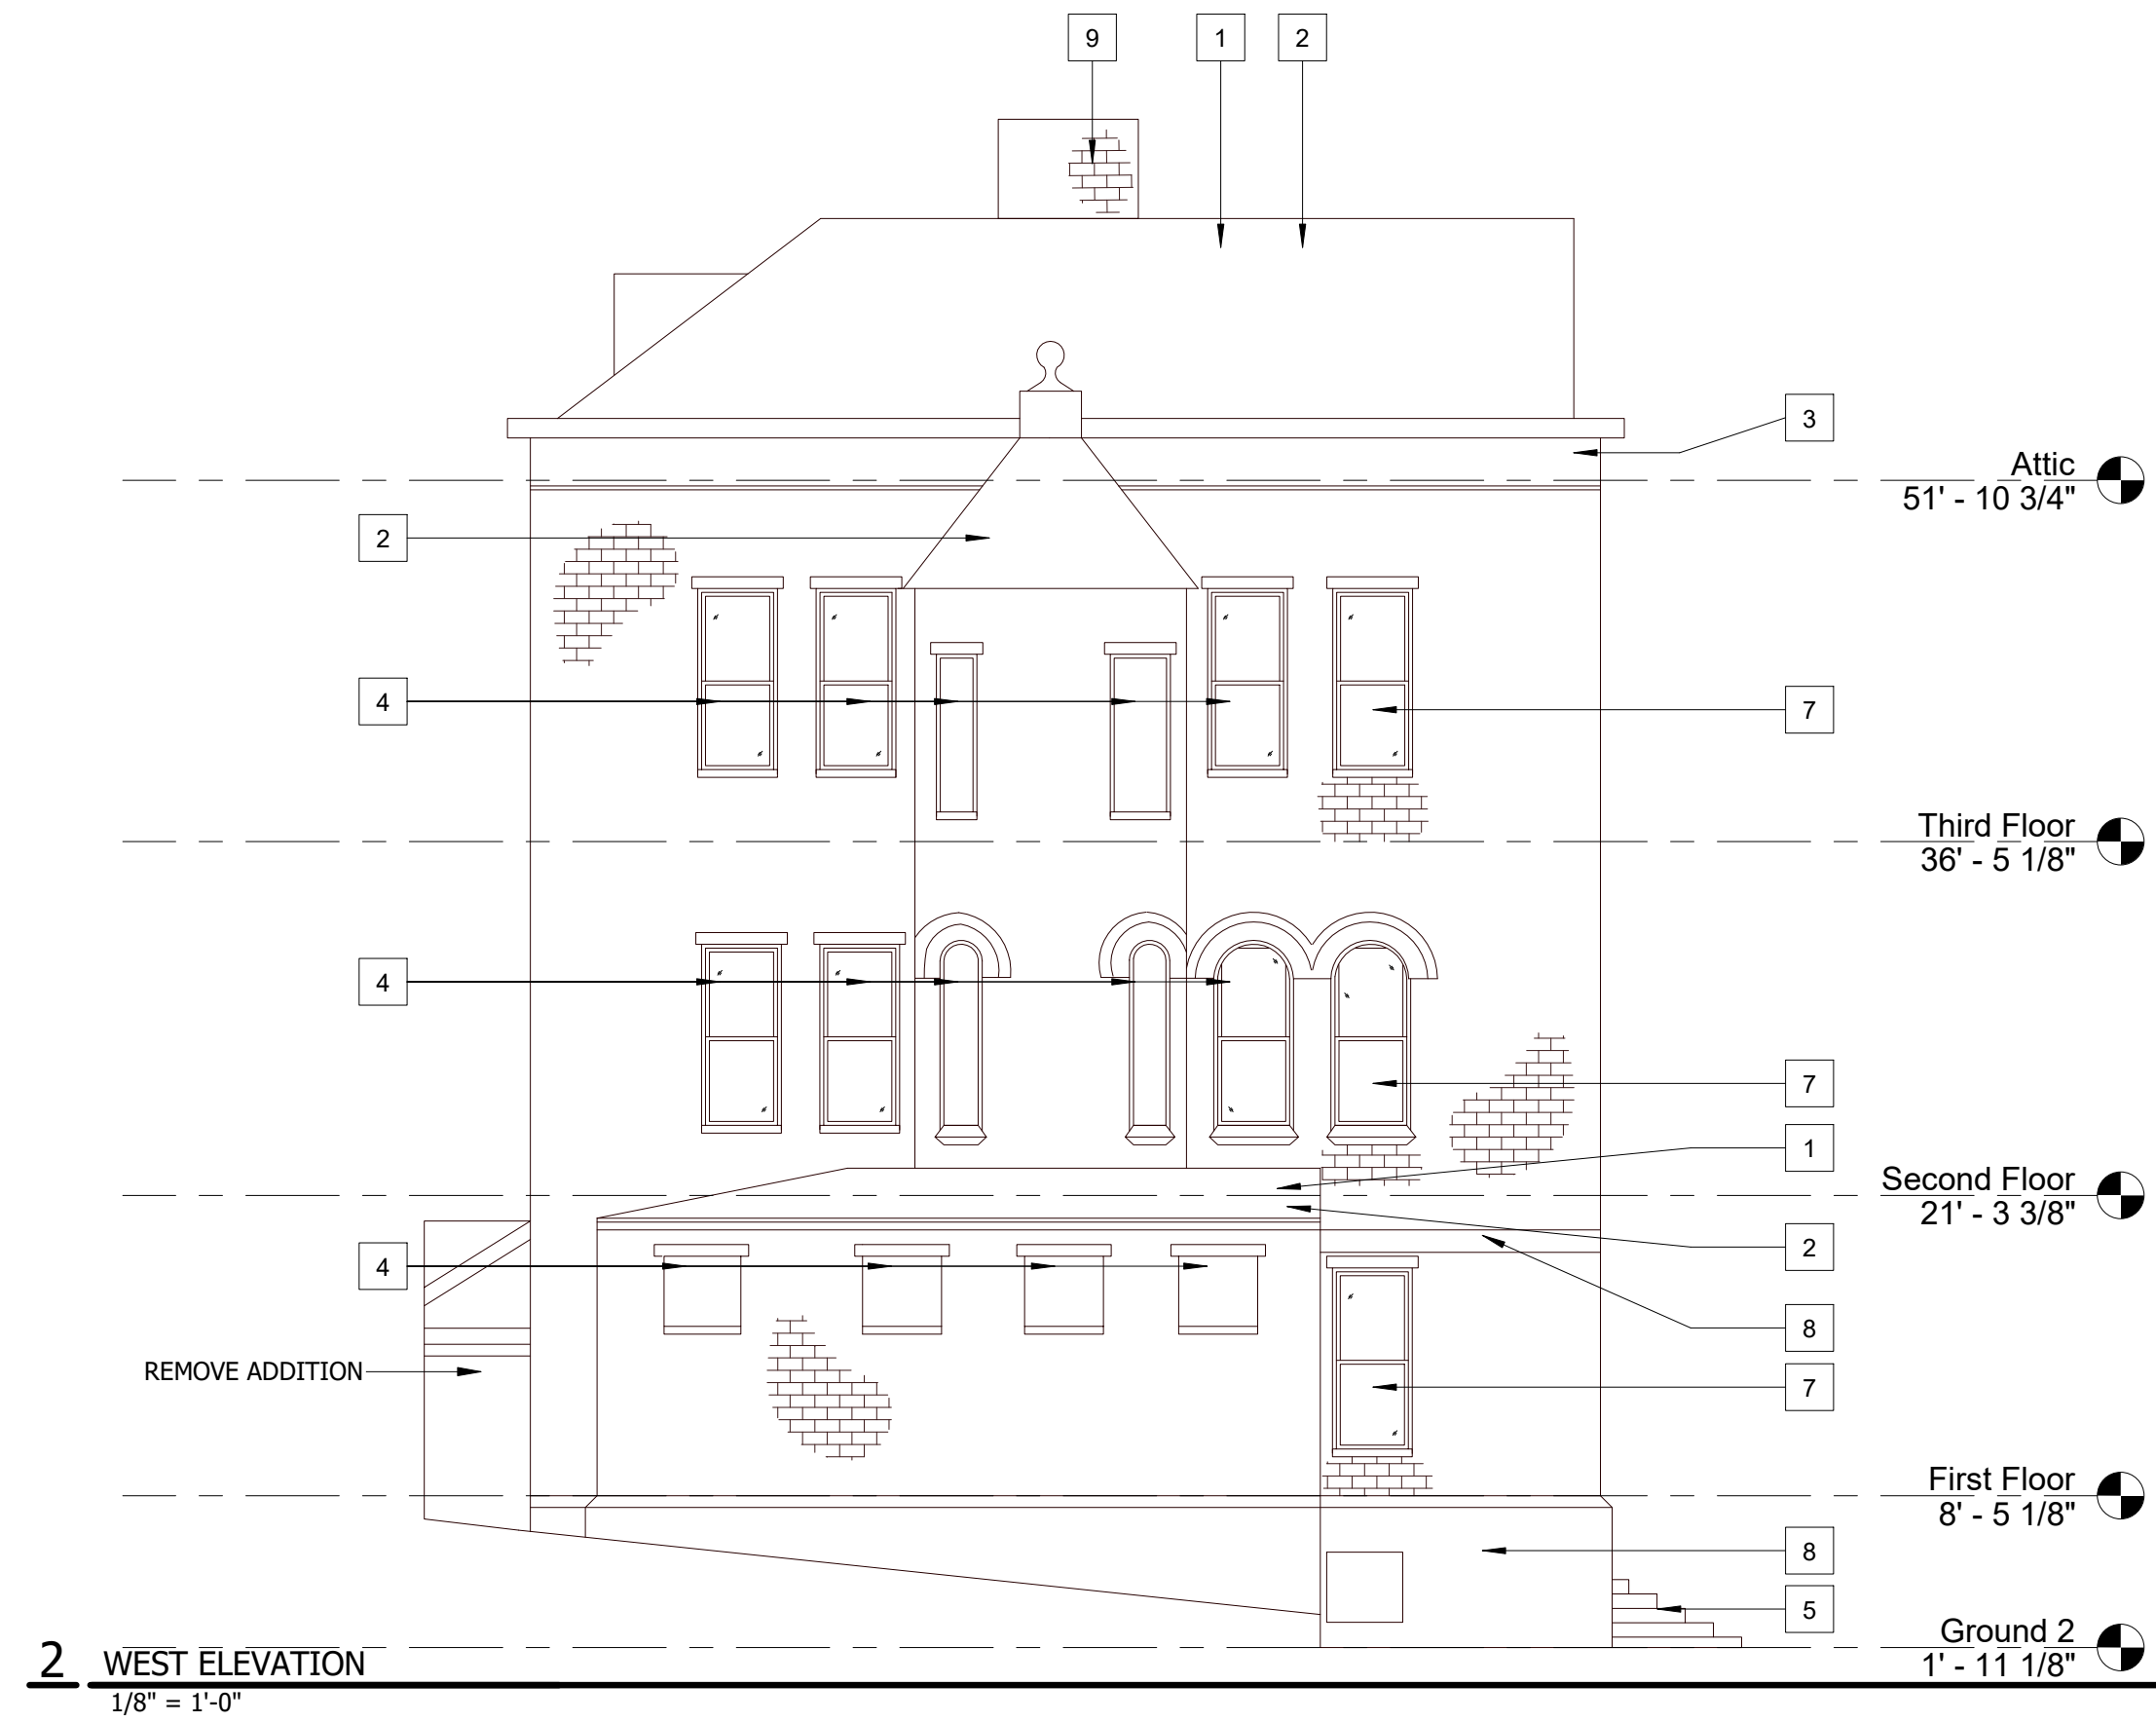 9
1
2
3
Attic
51' - 10 3/4"
2
4
7
Third Floor
36' - 5 1/8"
4
7
1
Second Floor
21' - 3 3/8"
2
4
8
REMOVE ADDITION
7
First Floor
8' - 5 1/8"
8
5
Ground 2
1' - 11 1/8"
2 WEST ELEVATION
1/8" = 1'-0"